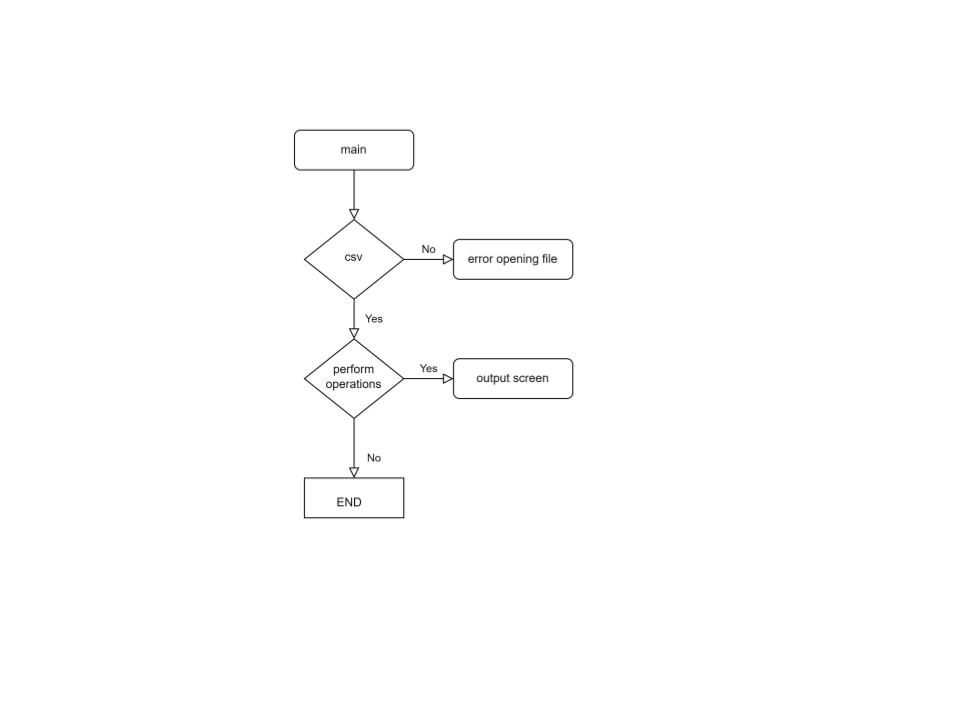 main
csv
No
error opening file
Yes
perform
operations
Yes
output screen
No
END